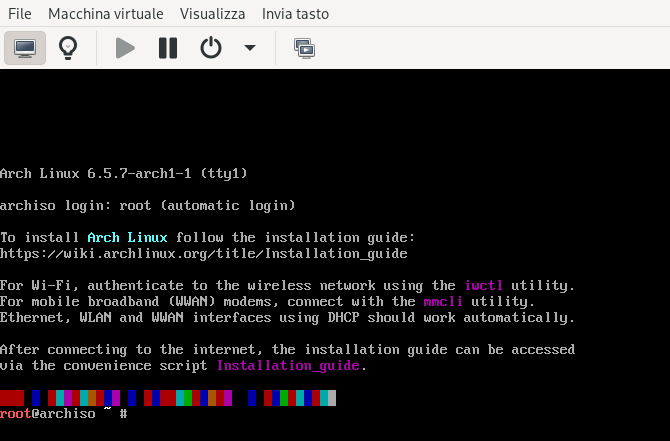 File Macchina virtuale Visualizza Invia tasto
Arch Linux 6.5.7-arch1-1 (tty1)
archiso login: root (automatic login)
To install Arch Linux follow the installation guide:
https://wiki.archlinux.org/title/Installation_guide
For Wi-Fi, authenticate to the wireless network using the iwctl utility.
For mobile broadband (WWAN) modems, connect with the mmcli utility.
Ethernet, WLAN and WWAN interfaces using DHCP should work automatically.
After connecting to the internet, the installation guide can be accessed
via the convenience script Installation_guide.
root@archiso ~ #